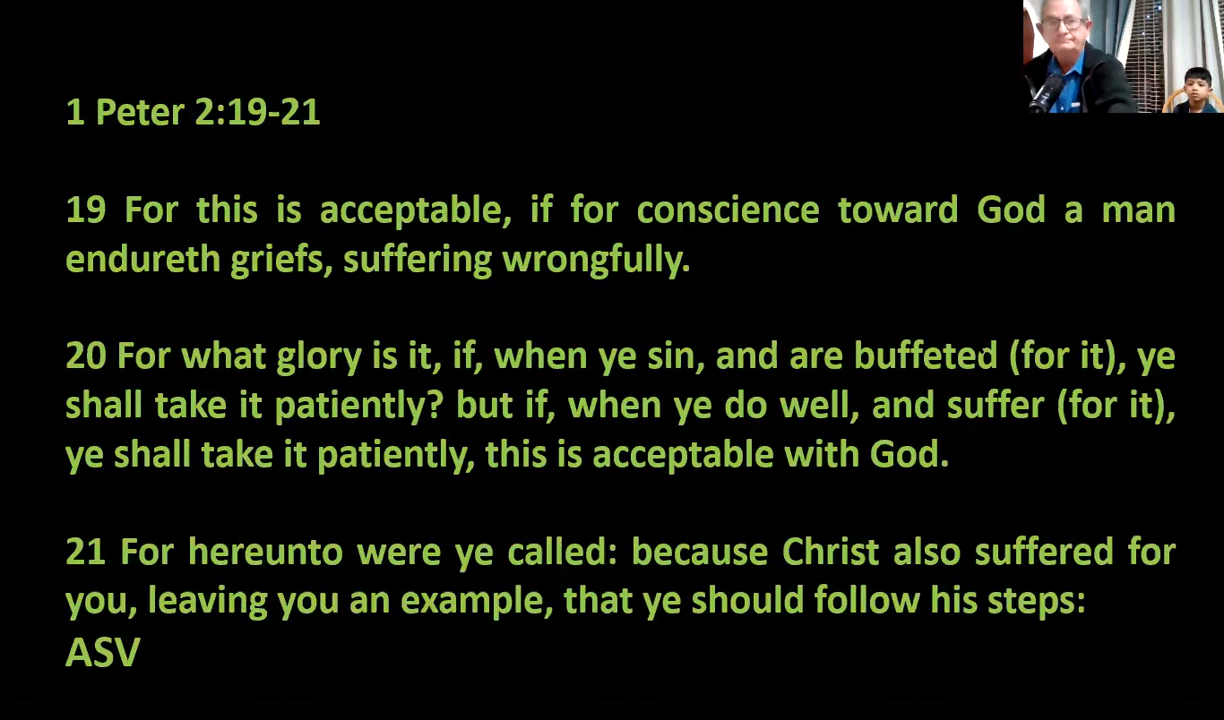 1 Peter 2:19-21
19 For this is acceptable, if for conscience toward God a man
endureth griefs, suffering wrongfully.
20 For what glory is it, if, when ye sin, and are buffeted (for it), ye
shall take it patiently? but if, when ye do well, and suffer (for it),
ye shall take it patiently, this is acceptable with God.
21 For hereunto were ye called: because Christ also suffered for
you, leaving you an example, that ye should follow his steps:
ASV